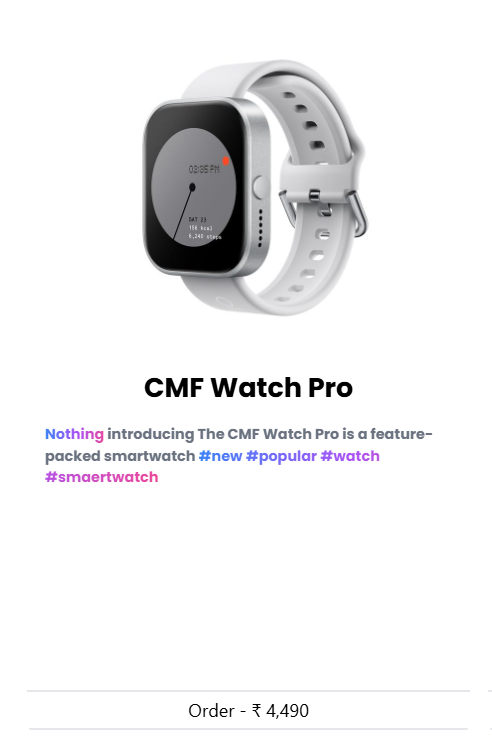 02:35 PM
SAT 23
156 kcal
6,240 steps
CMF Watch Pro
Nothing introducing The CMF Watch Pro is a feature-
packed smartwatch #new #popular #watch
#smaertwatch
Order - ₹ 4,490